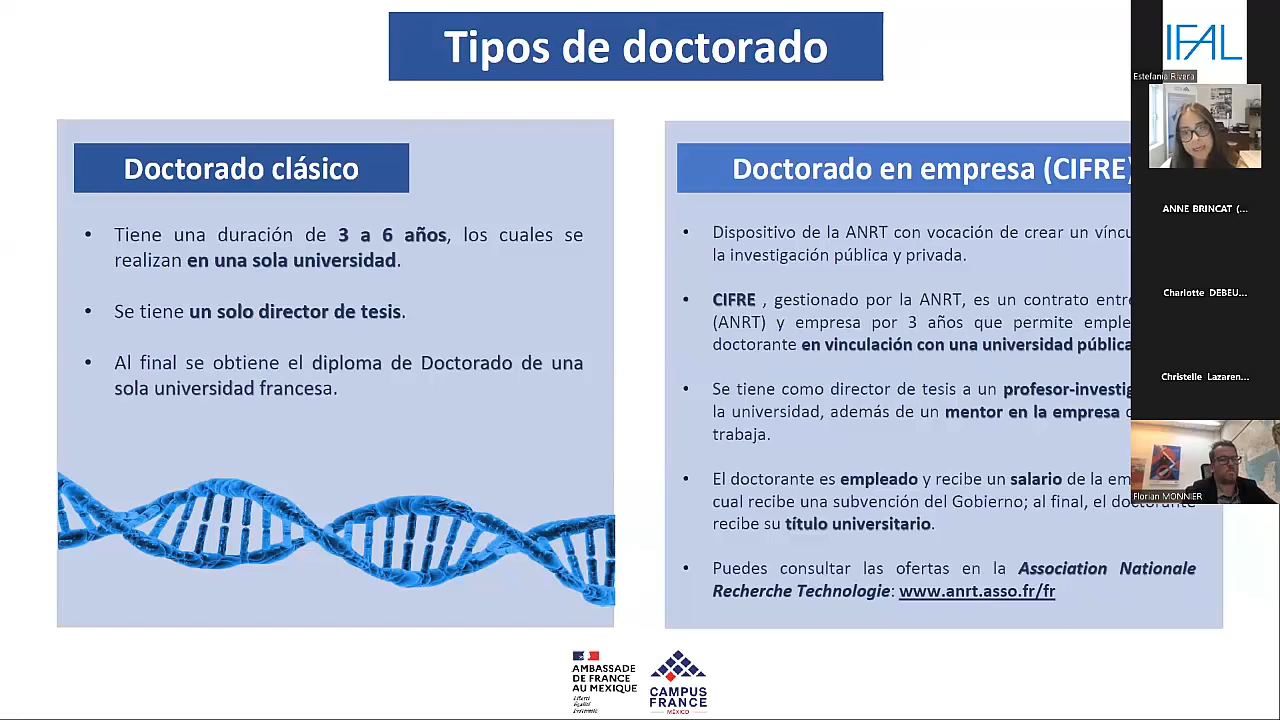 Tipos de doctorado
Doctorado clásico
• Tiene una duración de 3 a 6 años, los cuales se
realizan en una sola universidad.
• Se tiene un solo director de tesis.
• Al final se obtiene el diploma de Doctorado de una
sola universidad francesa.
Doctorado en empresa (CIFRE)
• Dispositivo de la ANRT con vocación de crear un víncu
la investigación pública y privada.
• CIFRE , gestionado por la ANRT, es un contrato entre
(ANRT) y empresa por 3 años que permite emple
doctorante en vinculación con una universidad pública
• Se tiene como director de tesis a un profesor-investig
la universidad, además de un mentor en la empresa
trabaja.
• El doctorante es empleado y recibe un salario de la em
cual recibe una subvención del Gobierno; al final, el doctorante
recibe su título universitario.
• Puedes consultar las ofertas en la Association Nationale
Recherche Technologie: www.anrt.asso.fr/fr
IFAL
Estefania Rivera
ANNE BRINCAT (...
Charlotte DEBEU...
Christelle Lazaren...
Florian MONNIER
AMBASSADE
DE FRANCE
AU MEXIQUE
Liberté
Égalité
Fraternité
CAMPUS
FRANCE
MÉXICO